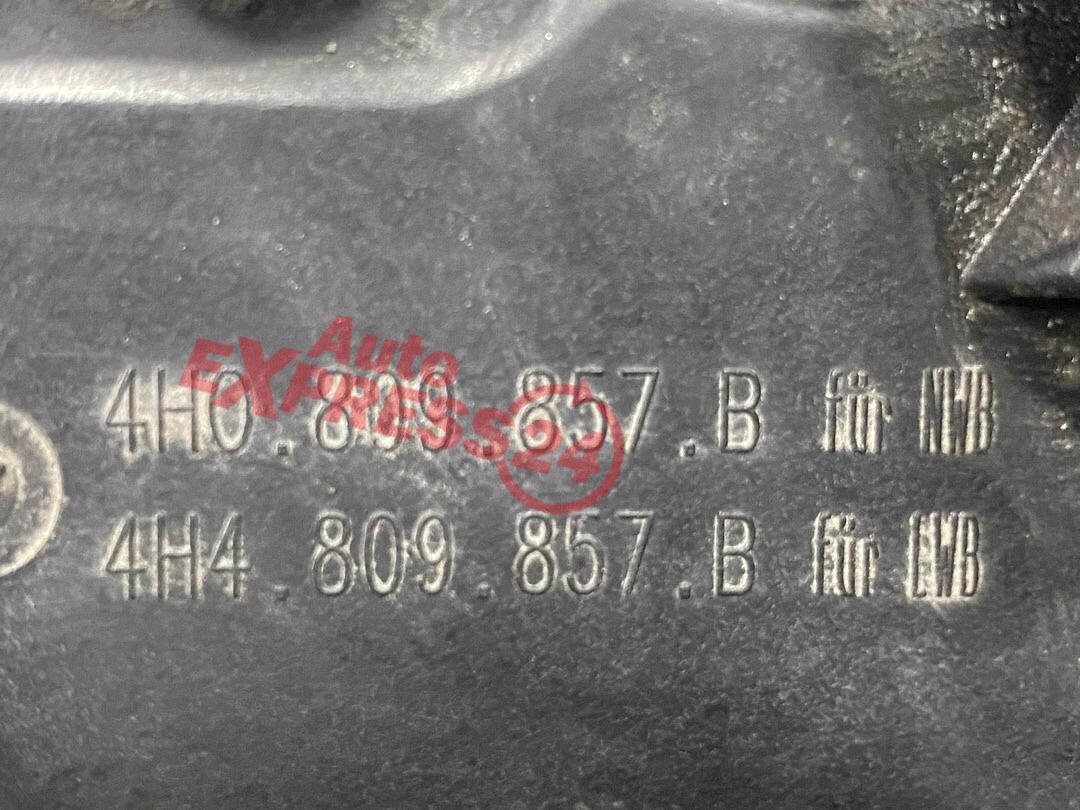 Auto
EXPRESS24
4H0.809.857.B für NWB
4H4.809.857.B für LWB